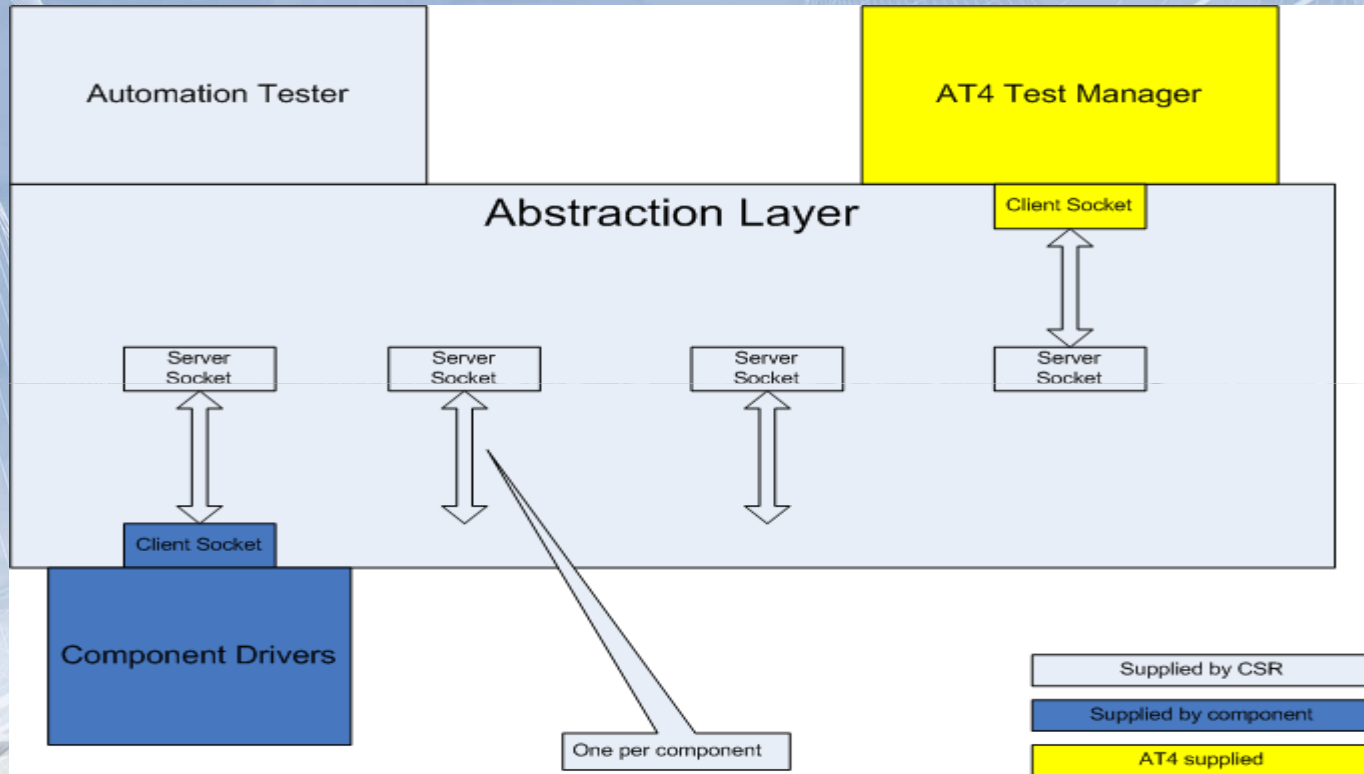 Automation Tester
AT4 Test Manager
Abstraction Layer
Client Socket
Server
Socket
Server
Socket
Server
Socket
Server
Socket
Client Socket
Component Drivers
One per component
Supplied by CSR
Supplied by component
AT4 supplied